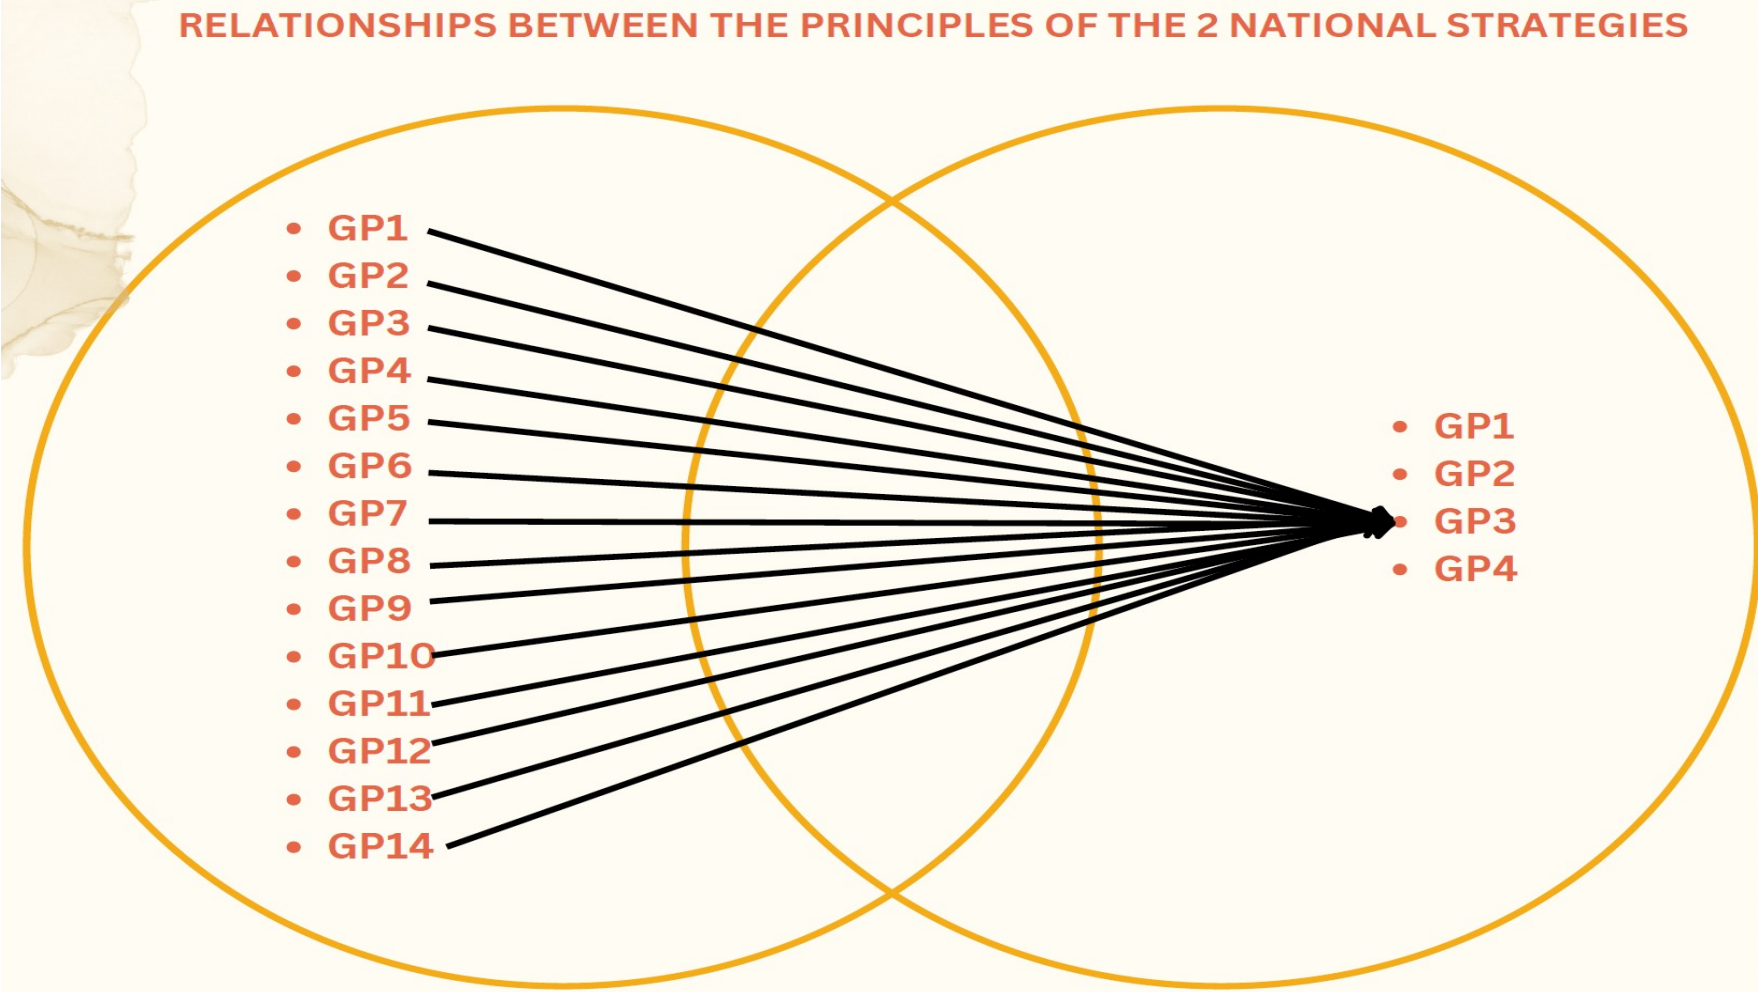 RELATIONSHIPS BETWEEN THE PRINCIPLES OF THE 2 NATIONAL STRATEGIES
• GP1
• GP2
• GP3
• GP4
• GP5
• GP6
• GP7
• GP8
• GP9
• GP10
• GP11
• GP12
• GP13
• GP14
• GP1
• GP2
• GP3
• GP4